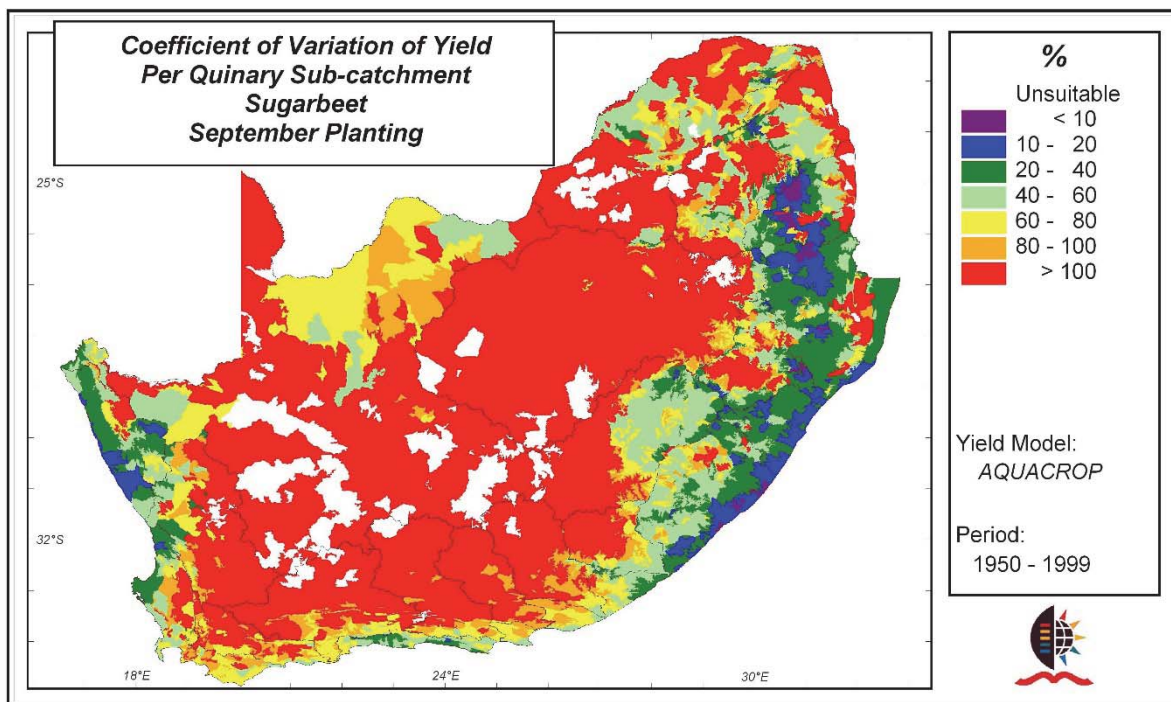 Coefficient of Variation of Yield
Per Quinary Sub-catchment
Sugarbeet
September Planting
%
Unsuitable
< 10
10 - 20
20 - 40
40 - 60
60 - 80
80 - 100
> 100
Yield Model:
AQUACROP
Period:
1950 - 1999
25°S
32°S
18°E
24°E
30°E